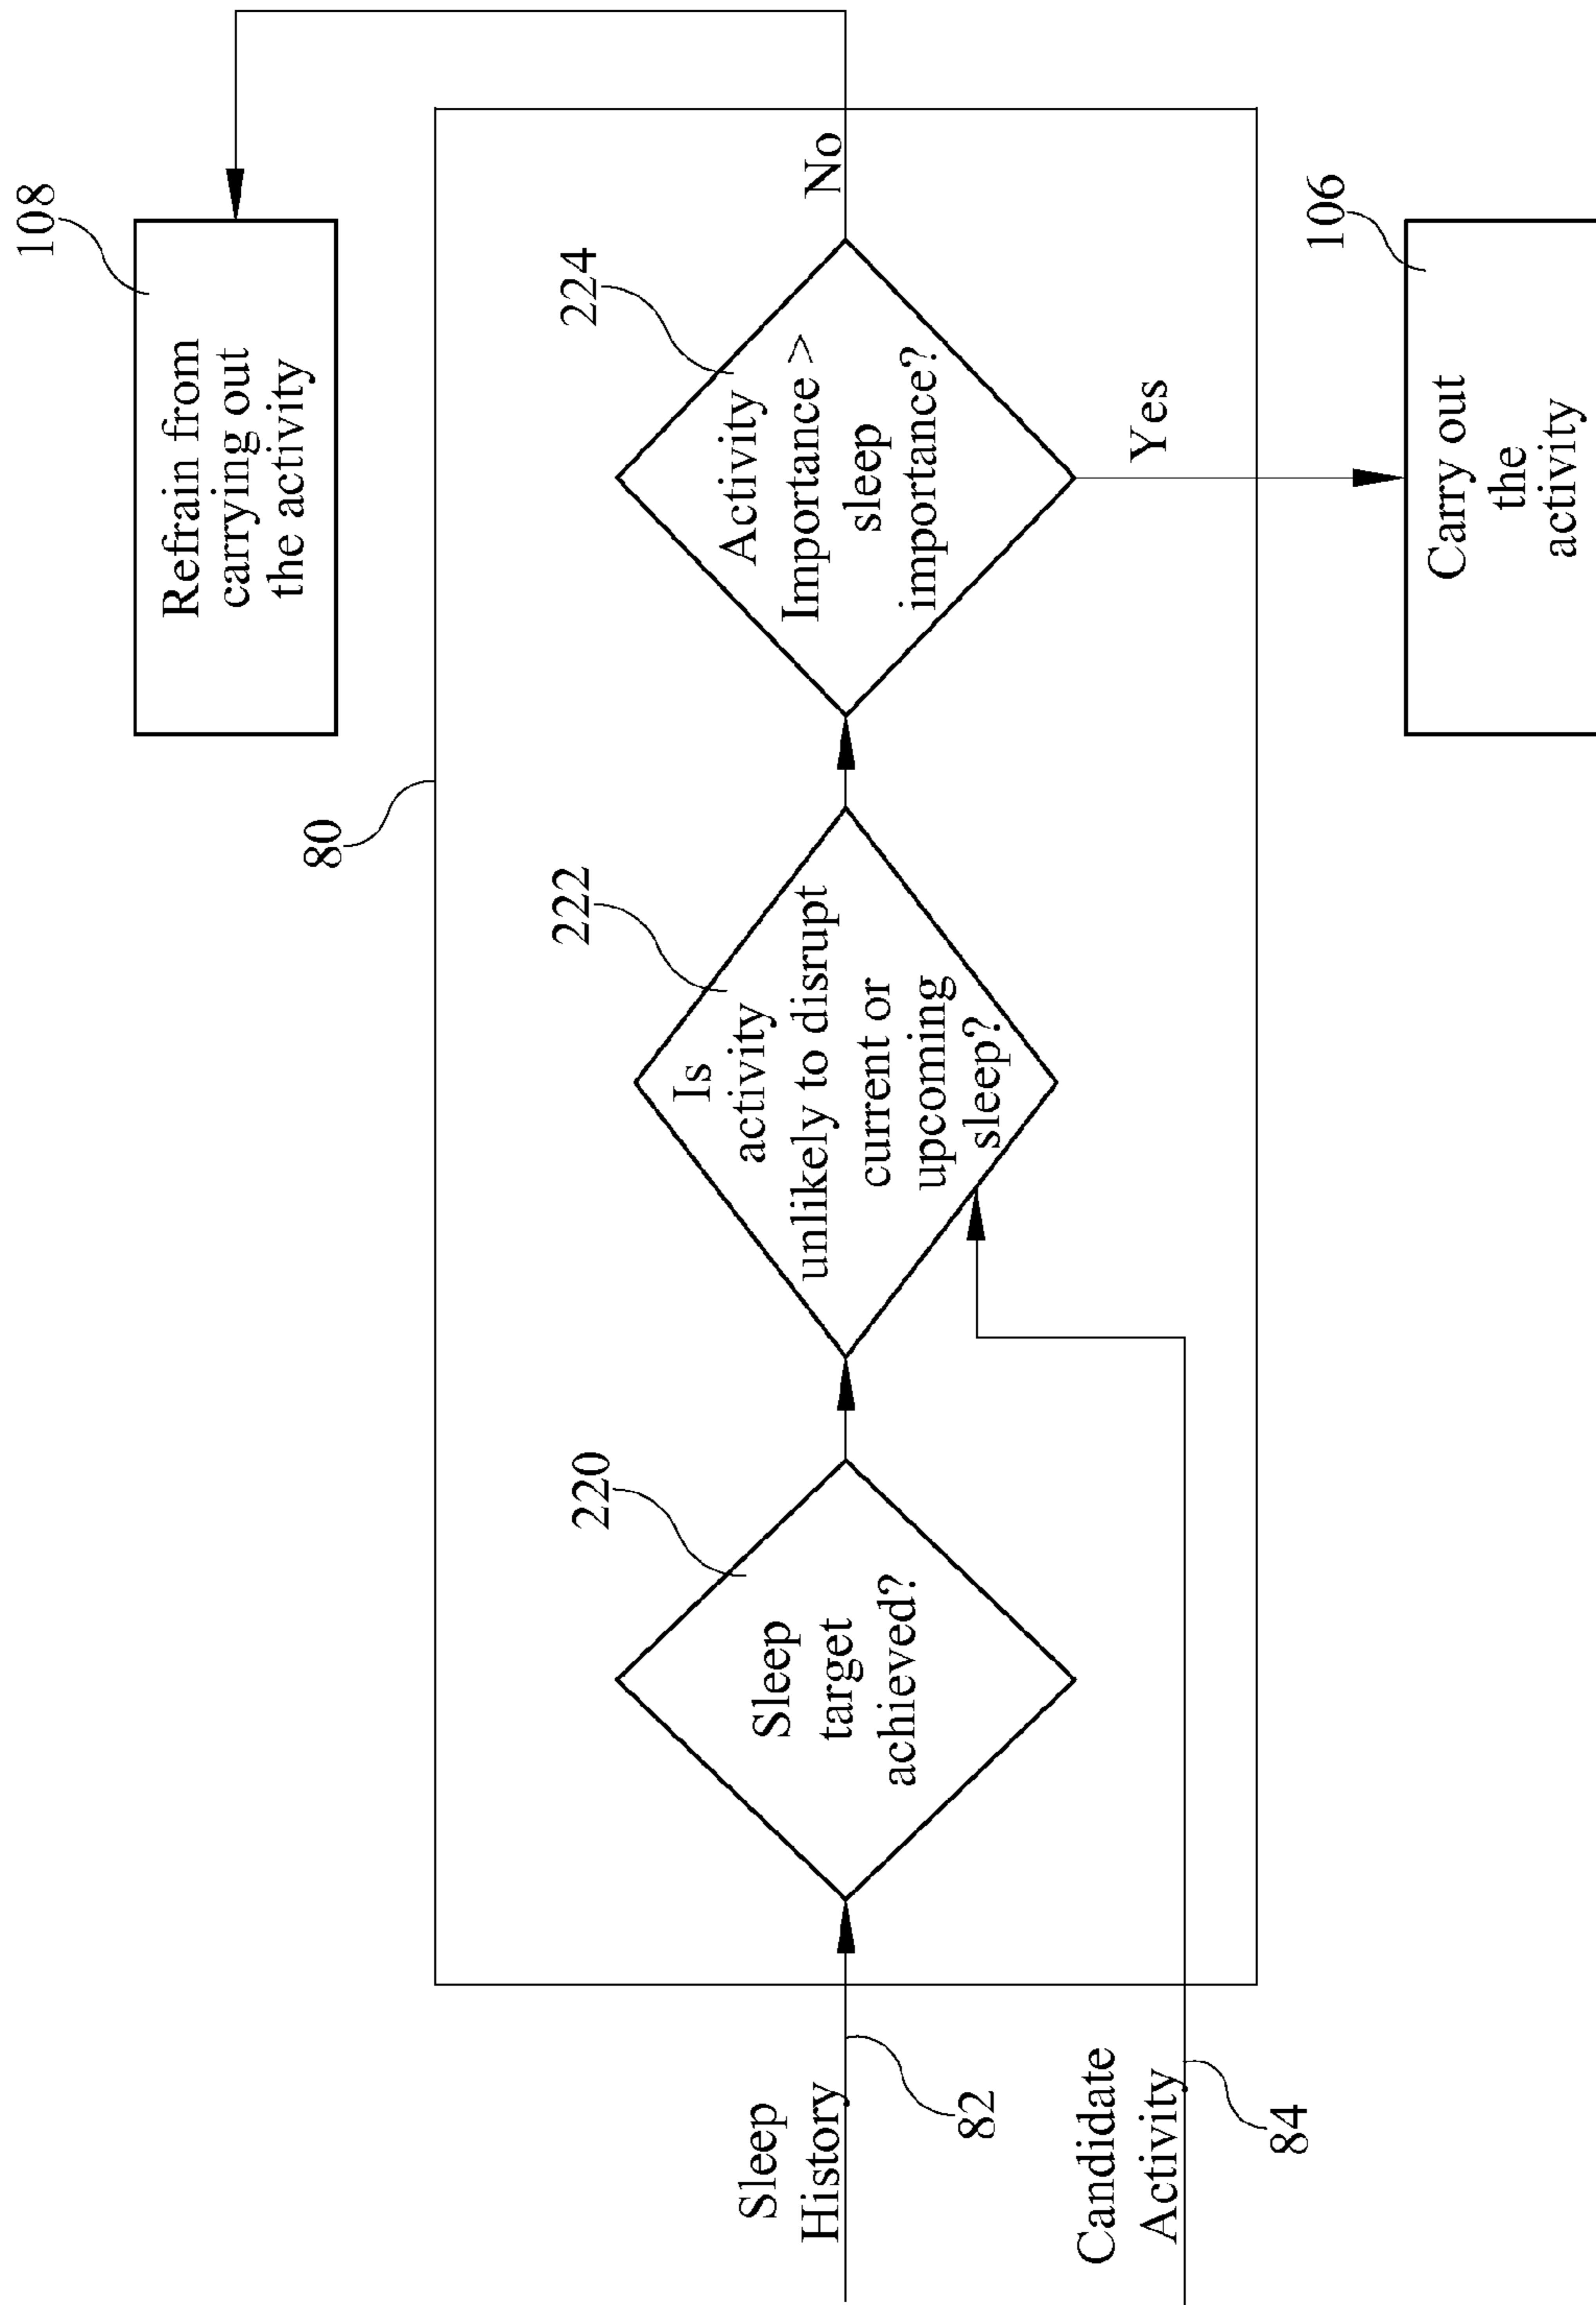 108
Refrain from
carrying out
the activity
80
220
Sleep
target
achieved?
222
Is
activity
unlikely to disrupt
current or
upcoming
sleep?
224
Activity
Importance >
sleep
importance?
No
Yes
Sleep
History
82
Candidate
Activity
84
106
Carry out
the
activity